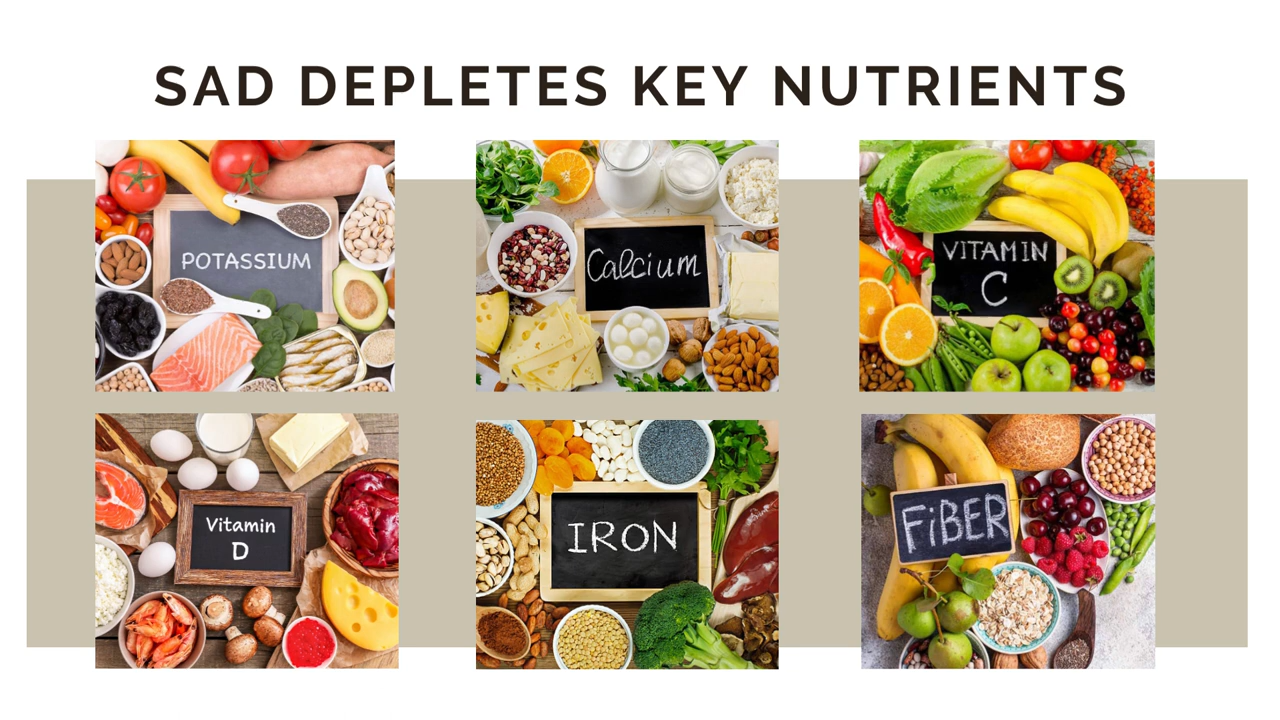 SAD DEPLETES KEY NUTRIENTS
POTASSIUM
Calcium
VITAMIN
C
Vitamin
D
IRON
FiBER